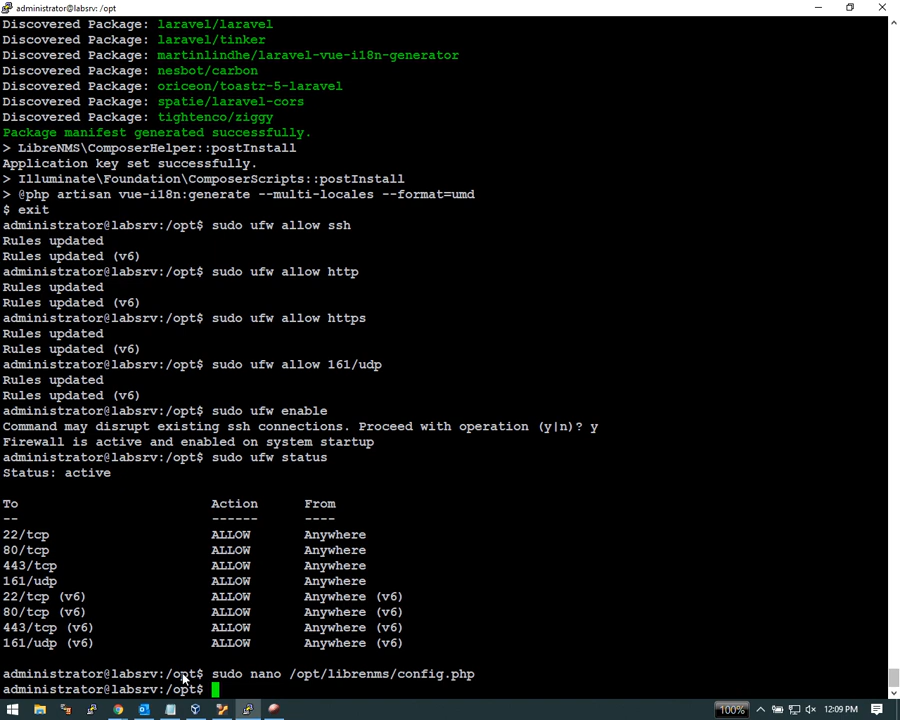 administrator@labsrv: /opt
Discovered Package: laravel/laravel
Discovered Package: laravel/tinker
Discovered Package: martinlindhe/laravel-vue-i18n-generator
Discovered Package: nesbot/carbon
Discovered Package: oriceon/toastr-5-laravel
Discovered Package: spatie/laravel-cors
Discovered Package: tightenco/ziggy
Package manifest generated successfully.
> LibreNMS\ComposerHelper::postInstall
Application key set successfully.
> Illuminate\Foundation\ComposerScripts::postInstall
> @php artisan vue-i18n:generate --multi-locales --format=umd
$ exit
administrator@labsrv:/opt$ sudo ufw allow ssh
Rules updated
Rules updated (v6)
administrator@labsrv:/opt$ sudo ufw allow http
Rules updated
Rules updated (v6)
administrator@labsrv:/opt$ sudo ufw allow https
Rules updated
Rules updated (v6)
administrator@labsrv:/opt$ sudo ufw allow 161/udp
Rules updated
Rules updated (v6)
administrator@labsrv:/opt$ sudo ufw enable
Command may disrupt existing ssh connections. Proceed with operation (y|n)? y
Firewall is active and enabled on system startup
administrator@labsrv:/opt$ sudo ufw status
Status: active
To Action From
-- ------ ----
22/tcp ALLOW Anywhere
80/tcp ALLOW Anywhere
443/tcp ALLOW Anywhere
161/udp ALLOW Anywhere
22/tcp (v6) ALLOW Anywhere (v6)
80/tcp (v6) ALLOW Anywhere (v6)
443/tcp (v6) ALLOW Anywhere (v6)
161/udp (v6) ALLOW Anywhere (v6)
administrator@labsrv:/opt$ sudo nano /opt/librenms/config.php
administrator@labsrv:/opt$
100% 12:09 PM